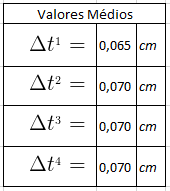 Valores Médios
Δt¹ = 0,065 cm
Δt² = 0,070 cm
Δt³ = 0,070 cm
Δt⁴ = 0,070 cm